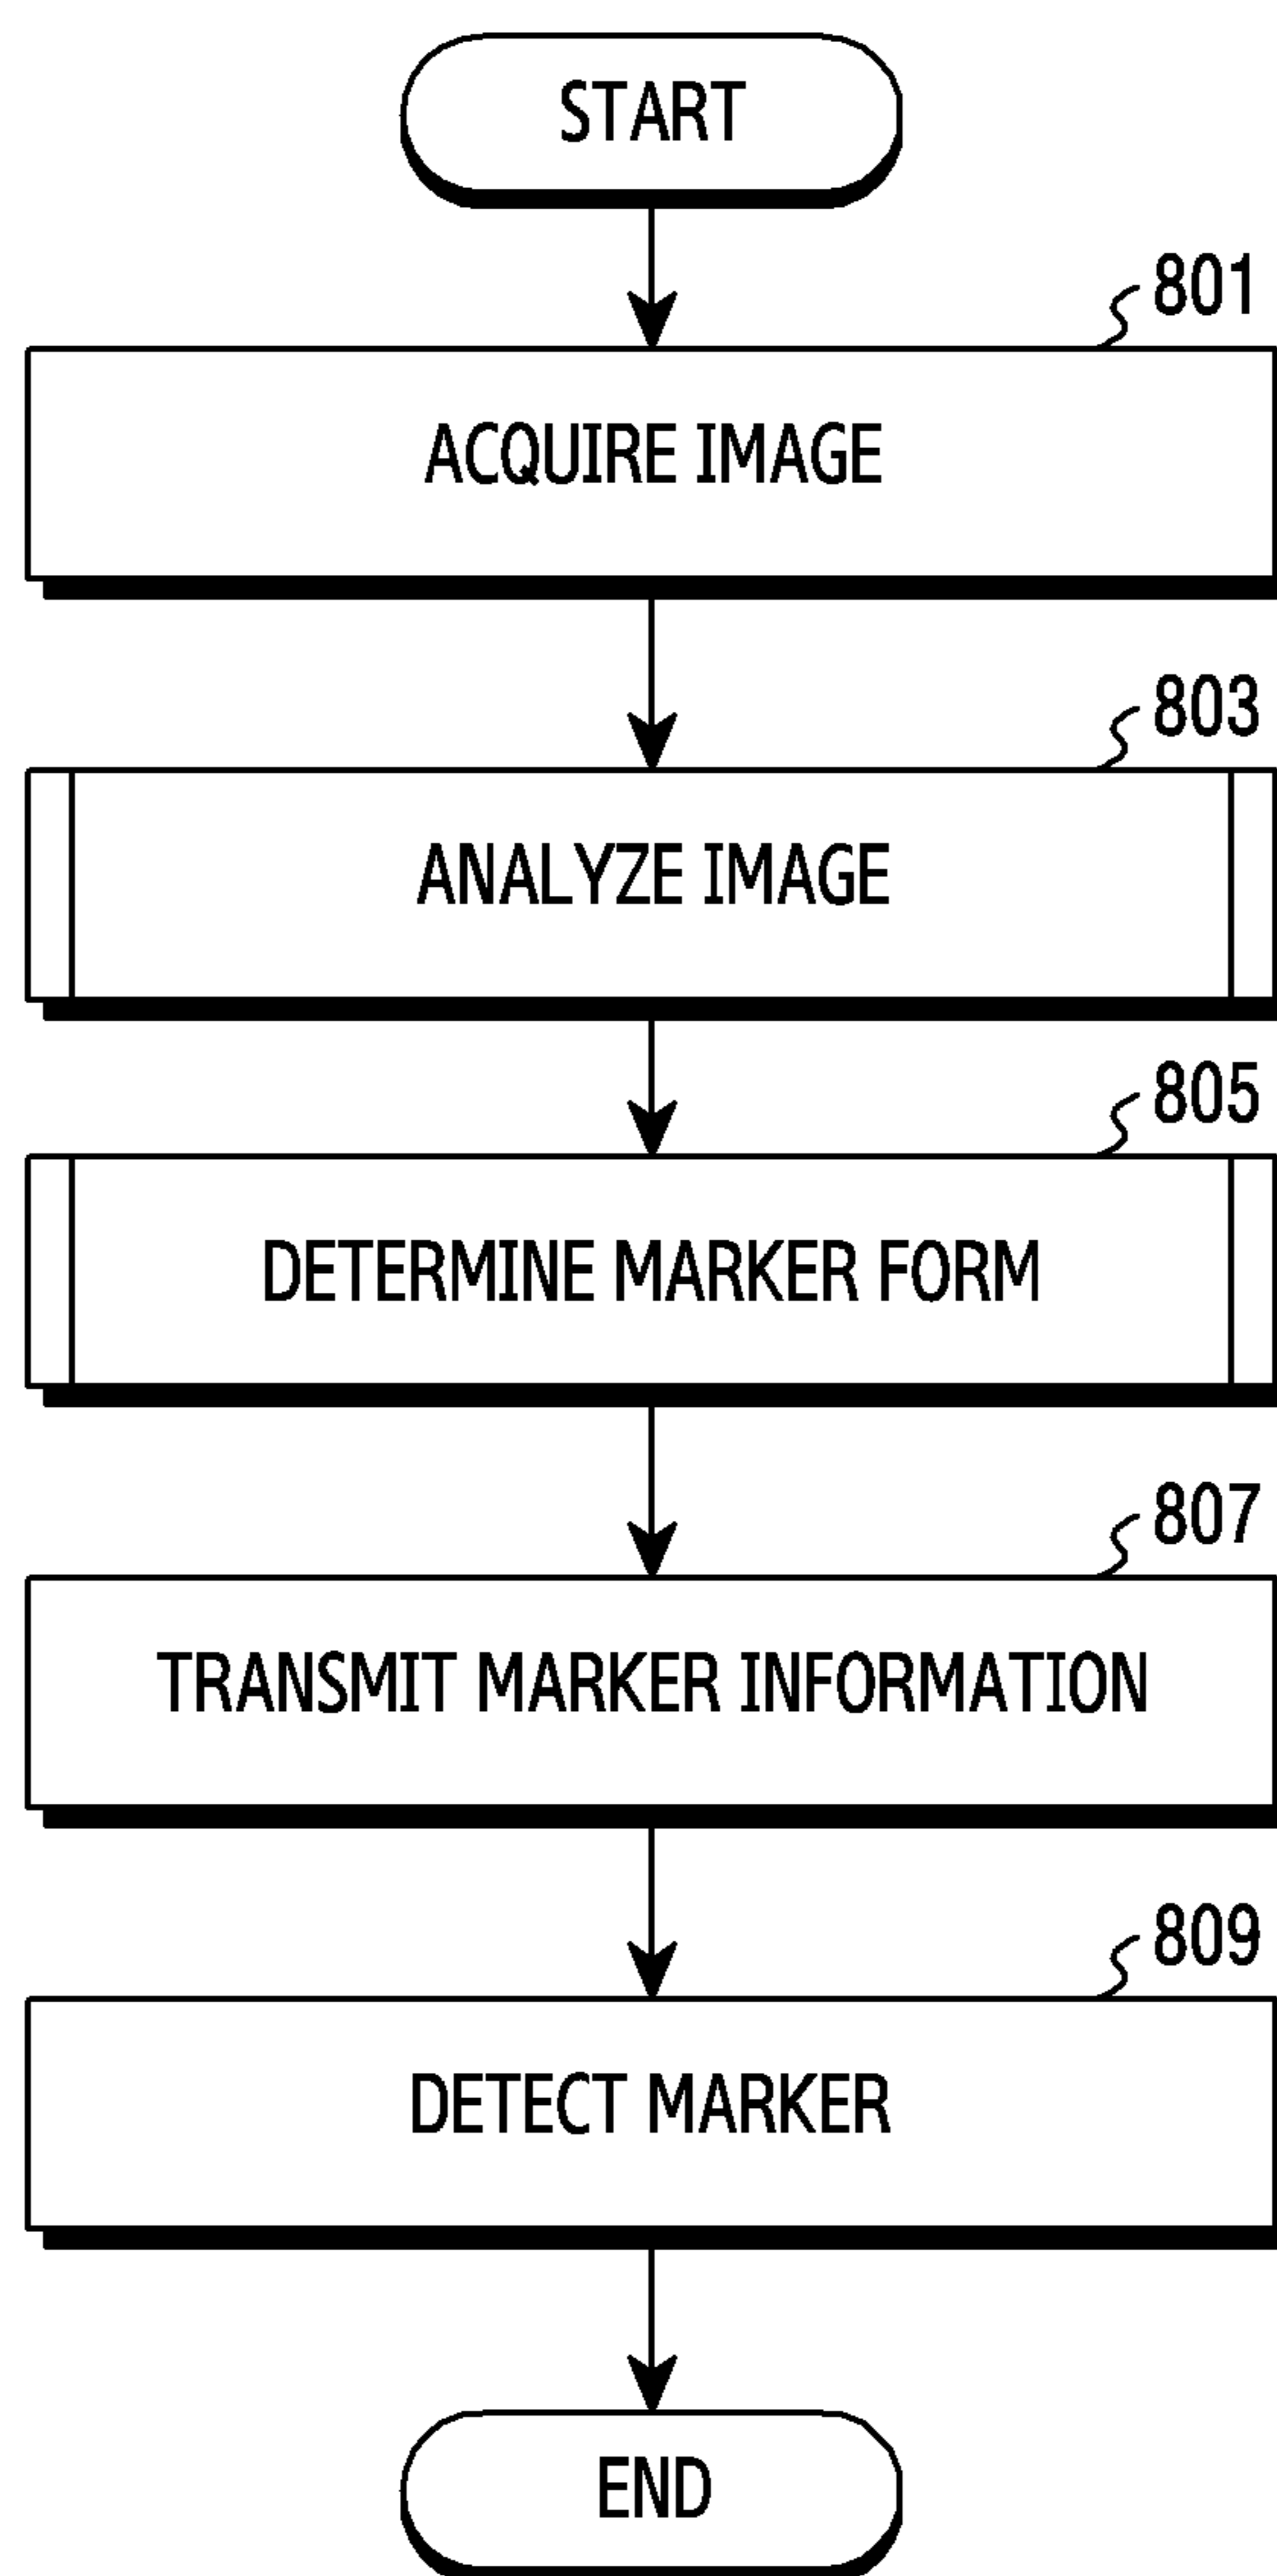 START
801
ACQUIRE IMAGE
803
ANALYZE IMAGE
805
DETERMINE MARKER FORM
807
TRANSMIT MARKER INFORMATION
809
DETECT MARKER
END